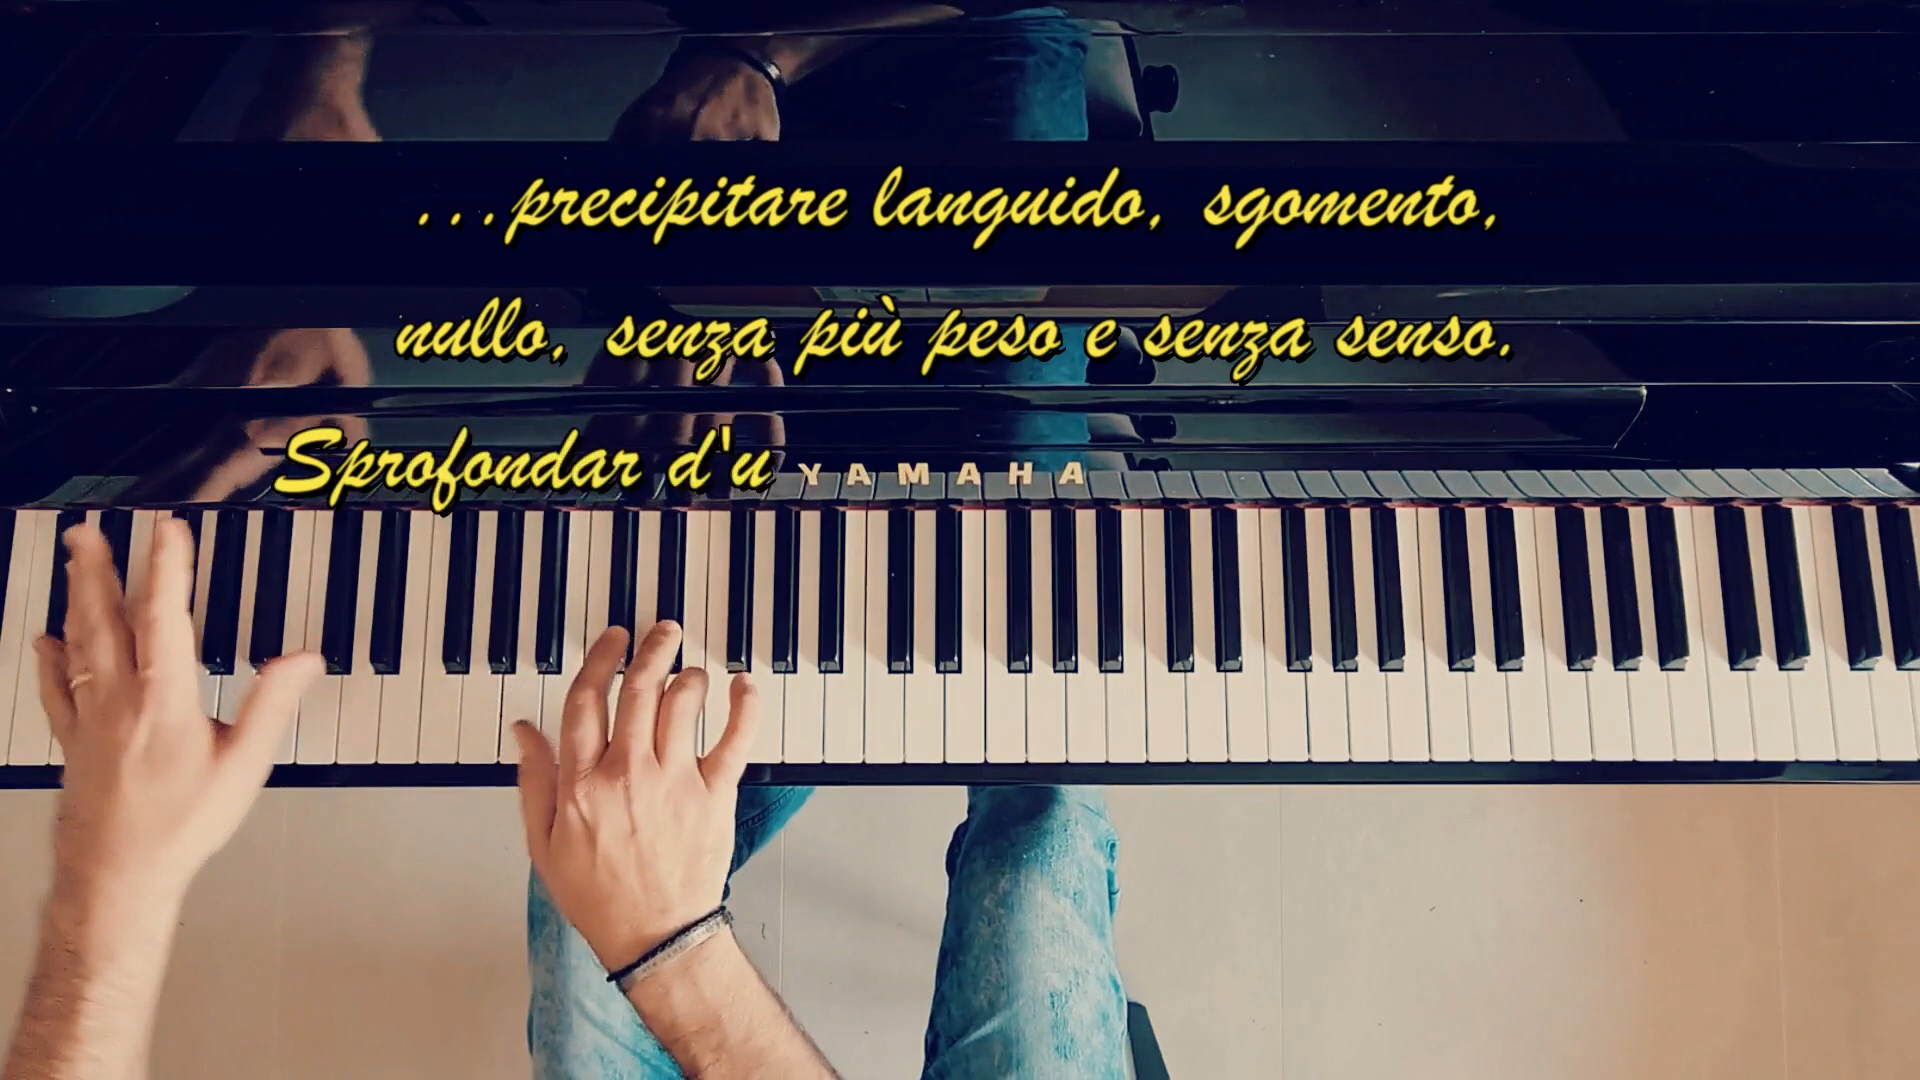 ...precipitare languido, sgomento,
nullo, senza più peso e senza senso.
Sprofondar d'u
YAMAHA